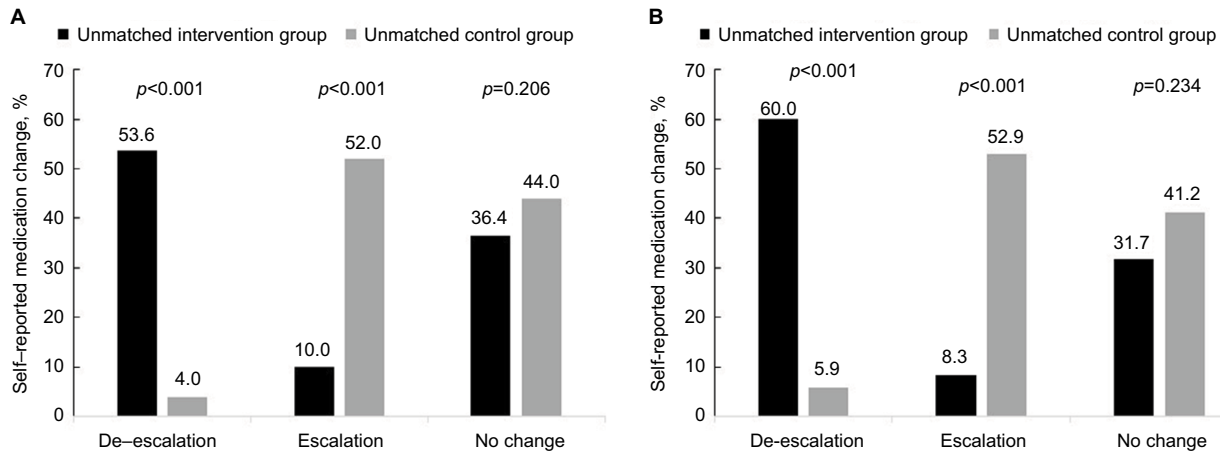 A
Unmatched intervention group Unmatched control group
Self–reported medication change, %
70
60
50
40
30
20
10
0
p<0.001 p<0.001 p=0.206
53.6 4.0 10.0 52.0 36.4 44.0
De–escalation Escalation No change
B
Unmatched intervention group Unmatched control group
Self-reported medication change, %
70
60
50
40
30
20
10
0
p<0.001 p<0.001 p=0.234
60.0 5.9 8.3 52.9 31.7 41.2
De-escalation Escalation No change